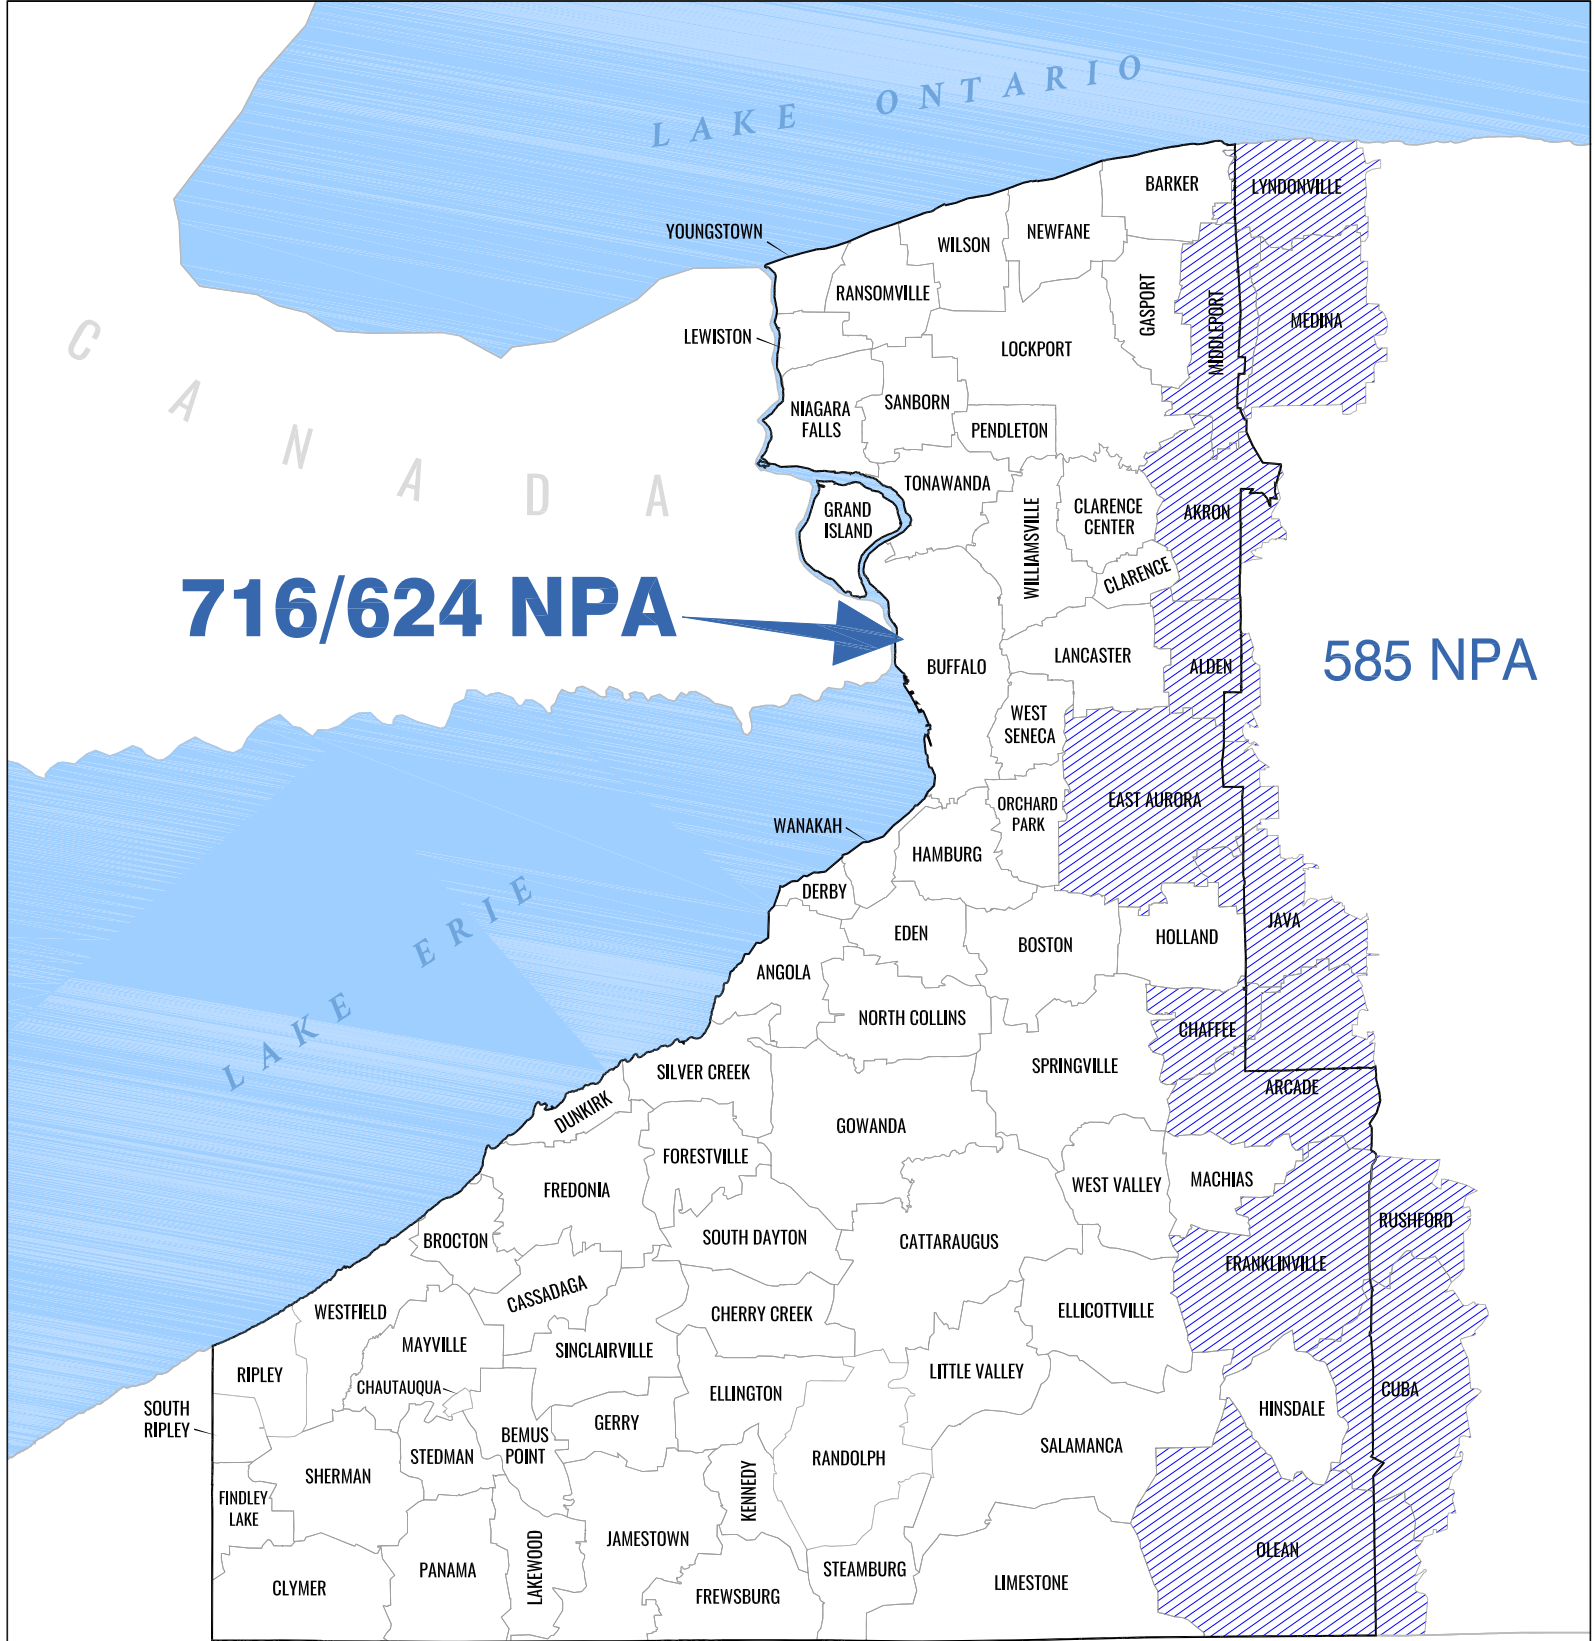 LAKE ONTARIO
BARKER
LYNDONVILLE
YOUNGSTOWN
WILSON
NEWFANE
RANSOMVILLE
GASPORT
MIDDLEPORT
MEDINA
LEWISTON
LOCKPORT
CANADA
NIAGARA
FALLS
SANBORN
PENDLETON
TONAWANDA
GRAND
ISLAND
WILLIAMSVILLE
CLARENCE
CENTER
AKRON
CLARENCE
716/624 NPA
BUFFALO
LANCASTER
ALDEN
585 NPA
WEST
SENECA
EAST AURORA
ORCHARD
PARK
WANAKAH
HAMBURG
DERBY
LAKE ERIE
EDEN
BOSTON
HOLLAND
JAVA
ANGOLA
NORTH COLLINS
CHAFFEE
SILVER CREEK
SPRINGVILLE
ARCADE
DUNKIRK
GOWANDA
FORESTVILLE
FREDONIA
WEST VALLEY
MACHIAS
RUSHFORD
BROCTON
SOUTH DAYTON
CATTARAUGUS
FRANKLINVILLE
CASSADAGA
WESTFIELD
CHERRY CREEK
ELLICOTTVILLE
MAYVILLE
SINCLAIRVILLE
RIPLEY
LITTLE VALLEY
CHAUTAUQUA
ELLINGTON
CUBA
SOUTH
RIPLEY
GERRY
HINSDALE
BEMUS
POINT
STEDMAN
RANDOLPH
SALAMANCA
SHERMAN
KENNEDY
FINDLEY
LAKE
JAMESTOWN
OLEAN
LAKEWOOD
PANAMA
STEAMBURG
CLYMER
FREWSBURG
LIMESTONE